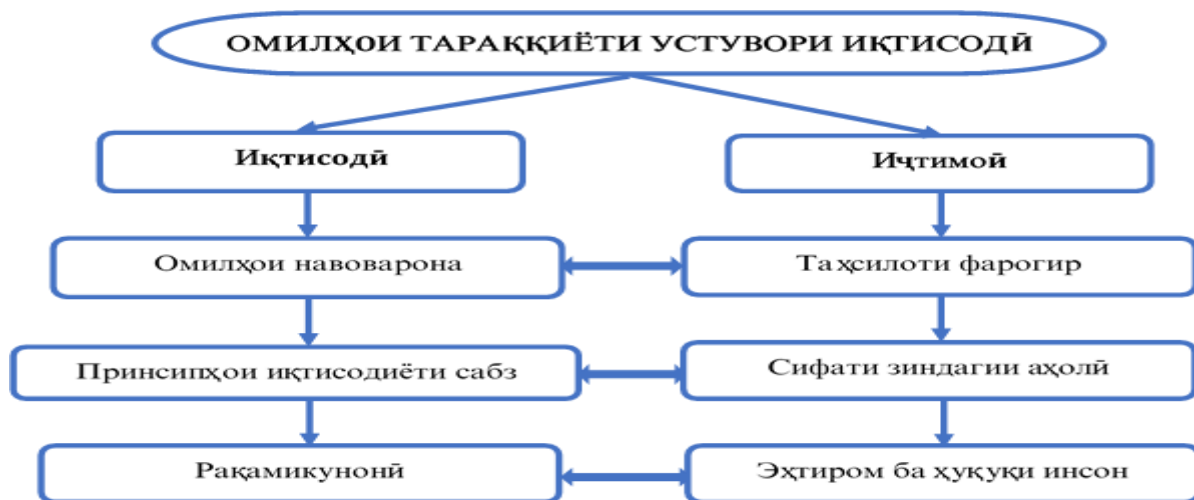 ОМИЛҲОИ ТАРАҚҚИЁТИ УСТУВОРИ ИҚТИСОДӢ
Иқтисодӣ
Иҷтимоӣ
Омилҳои навоварона
Таҳсилоти фарогир
Принсипҳои иқтисодиёти сабз
Сифати зиндагии аҳолӣ
Рақамикунонӣ
Эҳтиром ба ҳуқуқи инсон